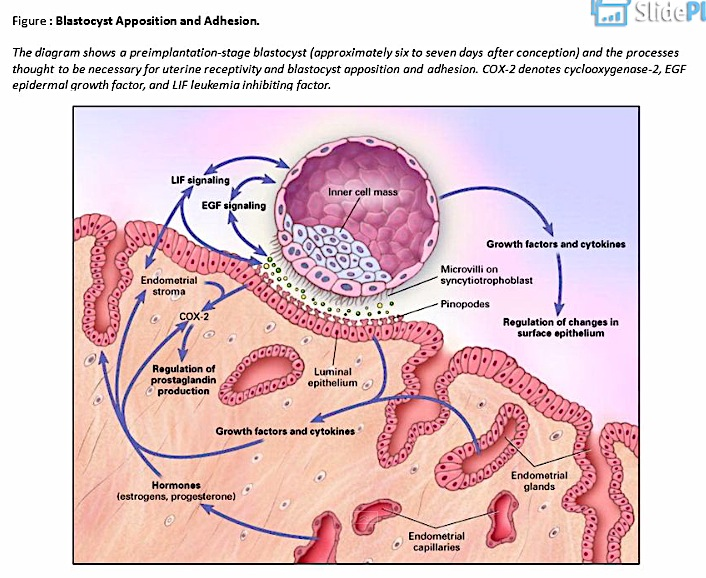 SlidePl
Figure : Blastocyst Apposition and Adhesion.
The diagram shows a preimplantation-stage blastocyst (approximately six to seven days after conception) and the processes
thought to be necessary for uterine receptivity and blastocyst apposition and adhesion. COX-2 denotes cyclooxygenase-2, EGF
epidermal growth factor, and LIF leukemia inhibiting factor.
LIF signaling
EGF signaling
Inner cell mass
Growth factors and cytokines
Microvilli on
syncytiotrophoblast
Pinopodes
Regulation of changes in
surface epithelium
Endometrial
stroma
COX-2
Regulation of
prostaglandin
production
Luminal
epithelium
Growth factors and cytokines
Hormones
(estrogens, progesterone)
Endometrial
glands
Endometrial
capillaries